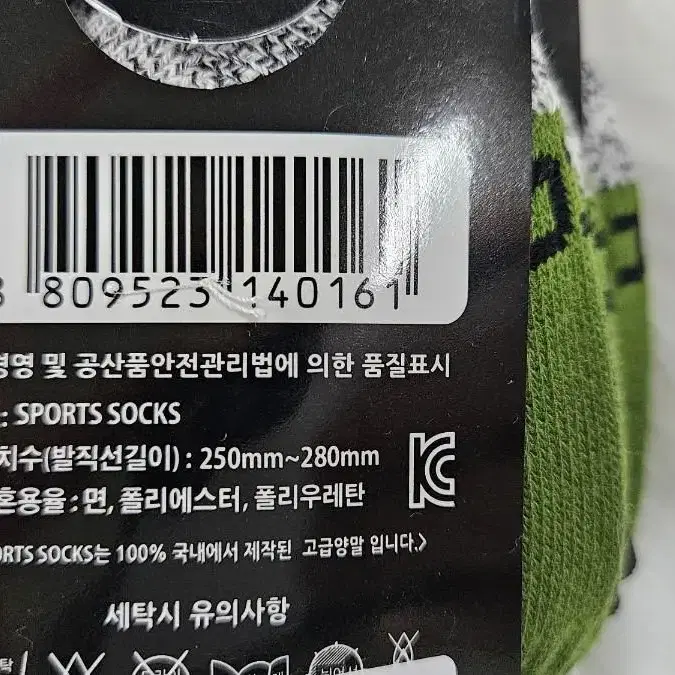 8 809523 140161
경영 및 공산품안전관리법에 의한 품질표시
: SPORTS SOCKS
치수(발직선길이) : 250mm~280mm
혼용율 : 면, 폴리에스터, 폴리우레탄
ORTS SOCKS는 100% 국내에서 제작된 고급양말 입니다.>
세탁시 유의사항